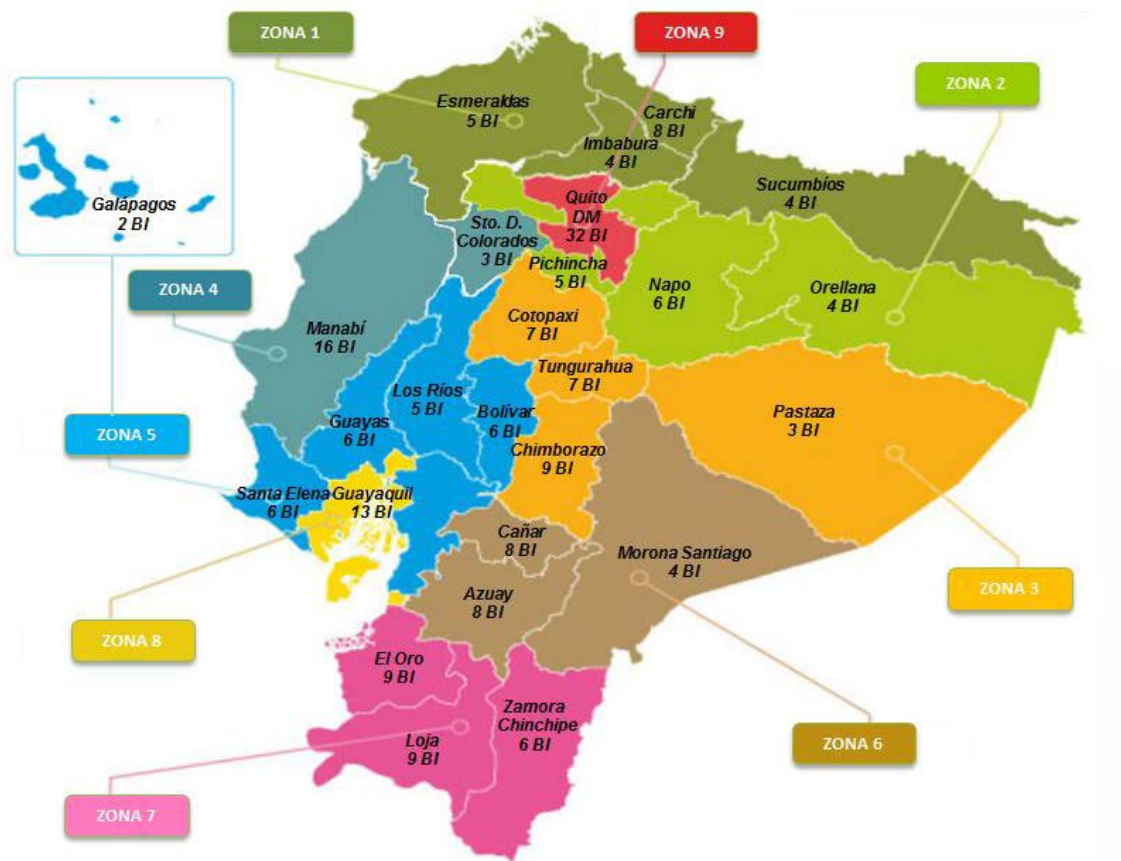 ZONA 1
ZONA 9
ZONA 2
Esmeraldas
5 BI
Carchi
8 BI
Imbabura
4 BI
Sucumbíos
4 BI
Galápagos
2 BI
Quito
DM
32 BI
Sto. D.
Colorados
3 BI
Pichincha
5 BI
Napo
6 BI
Orellana
4 BI
ZONA 4
Manabí
16 BI
Cotopaxi
7 BI
Tungurahua
7 BI
Los Ríos
5 BI
Bolívar
6 BI
Guayas
6 BI
Pastaza
3 BI
ZONA 5
Chimborazo
9 BI
Santa Elena
6 BI
Guayaquil
13 BI
Cañar
8 BI
Morona Santiago
4 BI
Azuay
8 BI
ZONA 3
ZONA 8
El Oro
9 BI
Zamora
Chinchipe
6 BI
Loja
9 BI
ZONA 6
ZONA 7